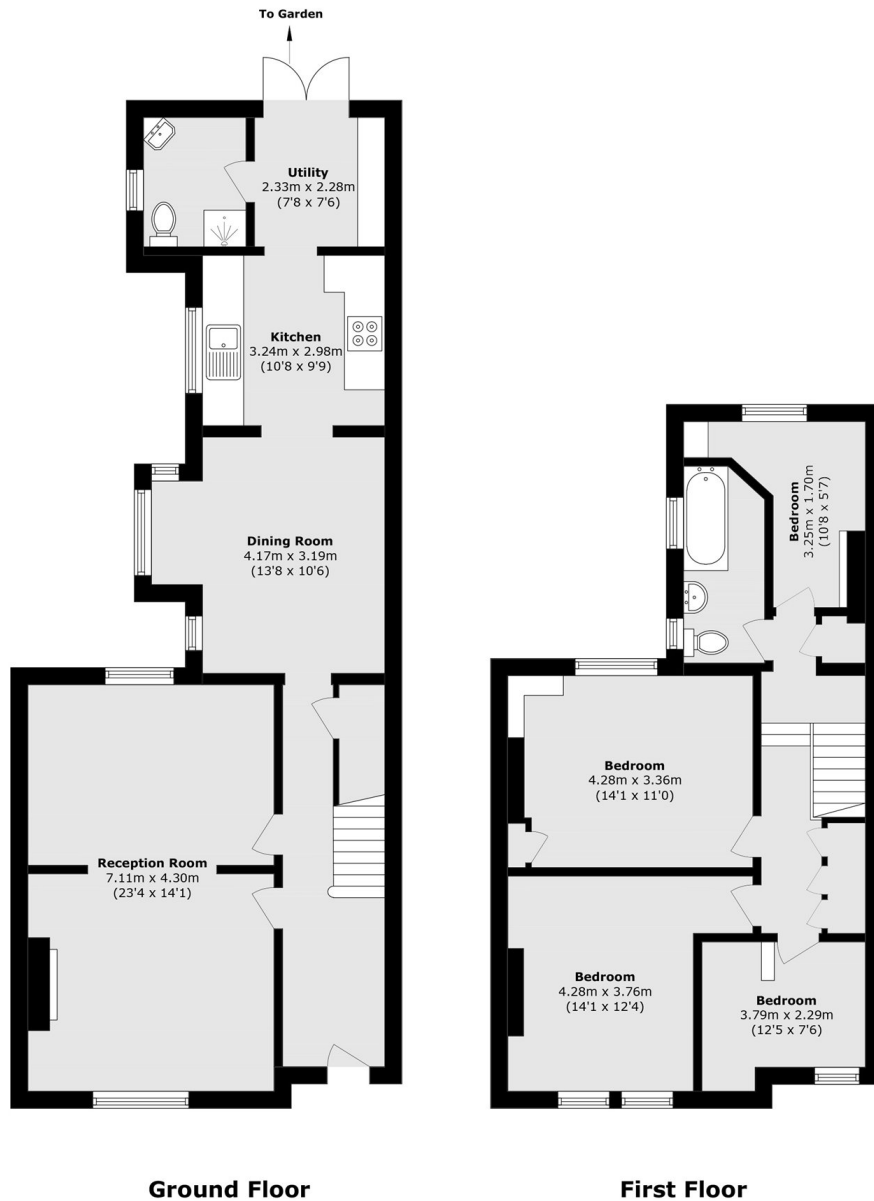 To Garden
Utility
2.33m x 2.28m
(7'8 x 7'6)
Kitchen
3.24m x 2.98m
(10'8 x 9'9)
Dining Room
4.17m x 3.19m
(13'8 x 10'6)
Reception Room
7.11m x 4.30m
(23'4 x 14'1)
Ground Floor
Bedroom
3.25m x 1.70m
(10'8 x 5'7)
Bedroom
4.28m x 3.36m
(14'1 x 11'0)
Bedroom
4.28m x 3.76m
(14'1 x 12'4)
Bedroom
3.79m x 2.29m
(12'5 x 7'6)
First Floor